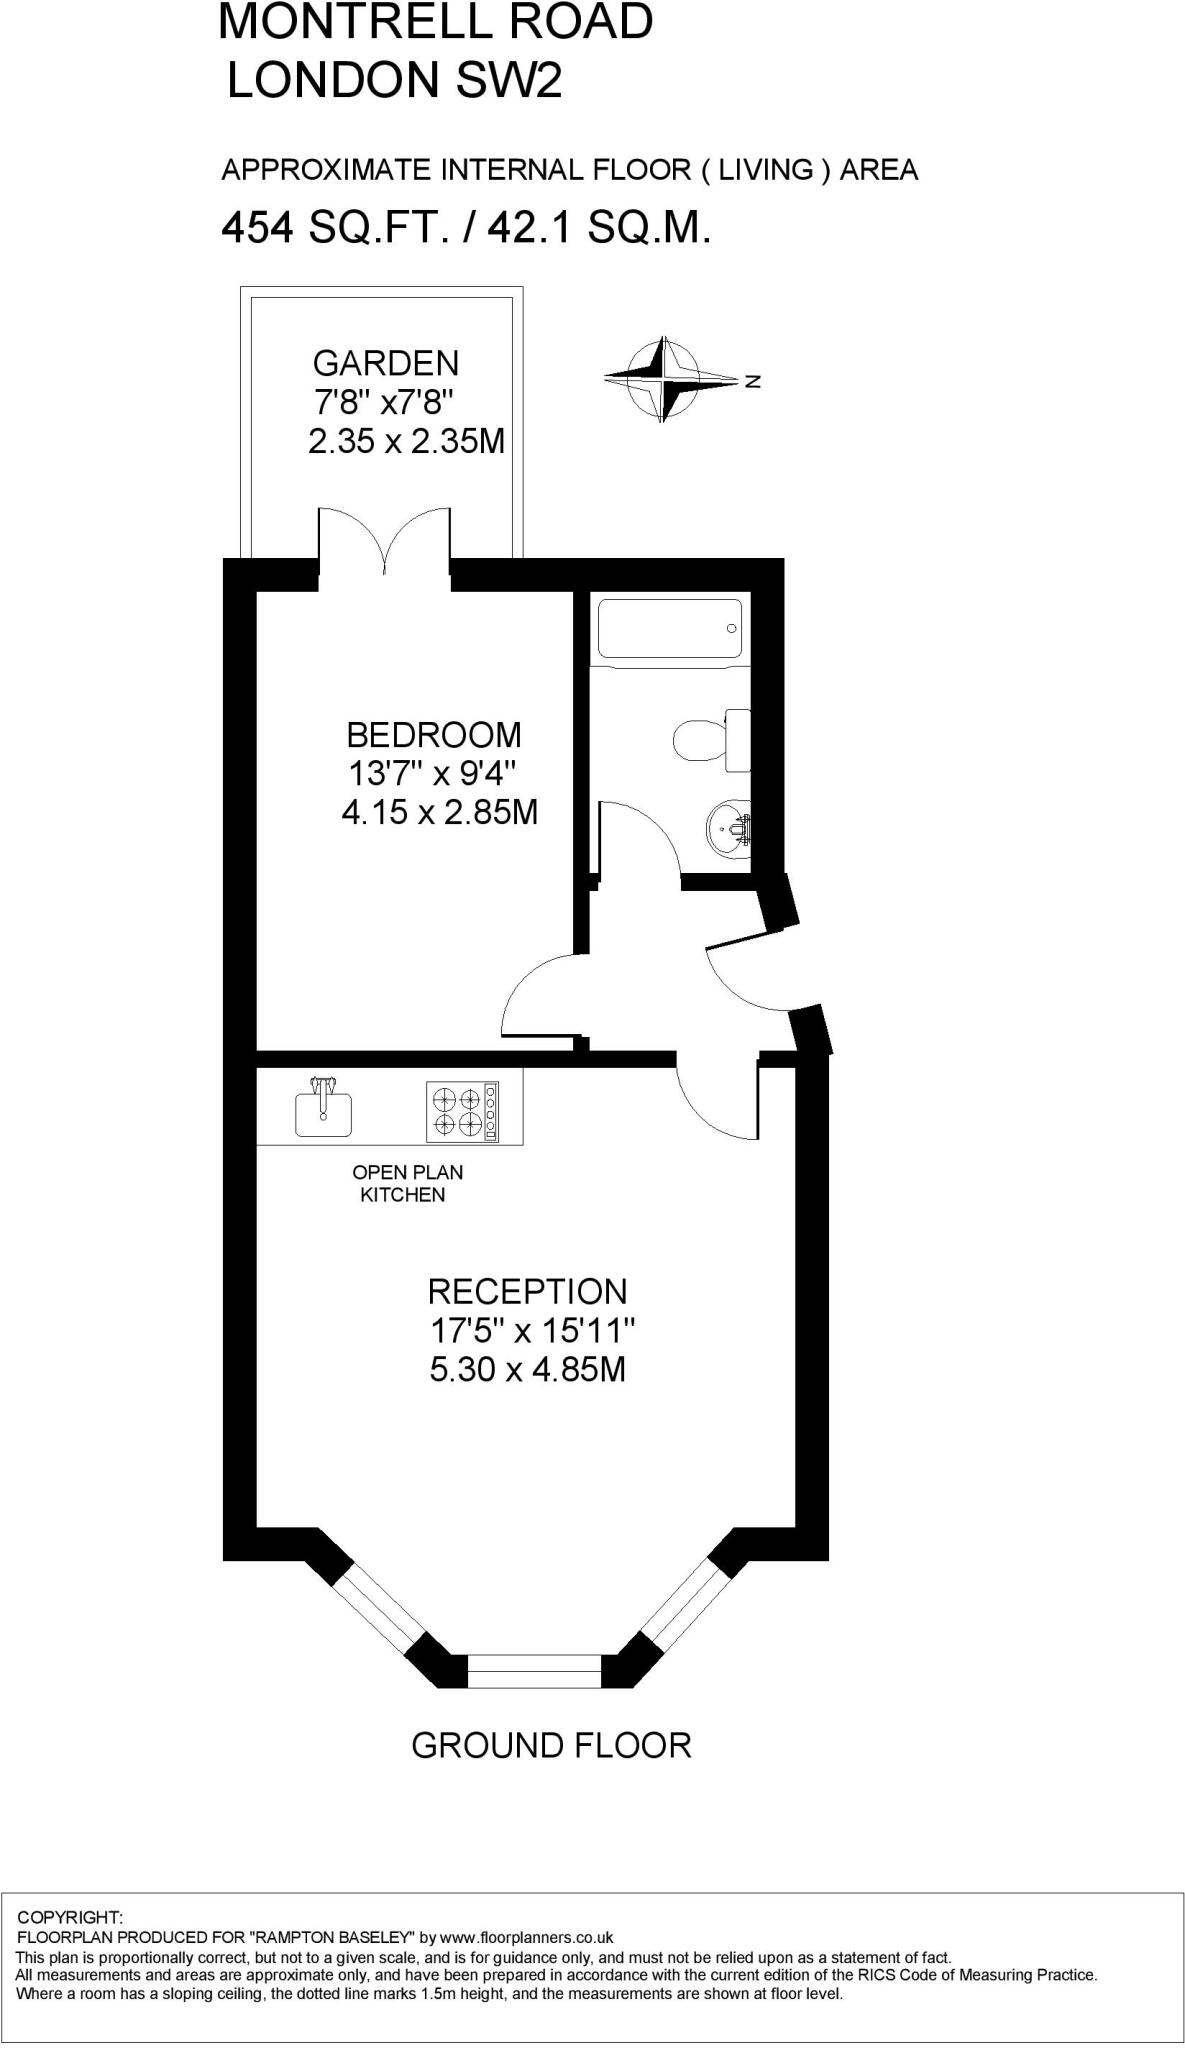 MONTRELL ROAD
LONDON SW2
APPROXIMATE INTERNAL FLOOR ( LIVING ) AREA
454 SQ.FT. / 42.1 SQ.M.
GARDEN
7'8" x7'8"
2.35 x 2.35M
N
BEDROOM
13'7" x 9'4"
4.15 x 2.85M
OPEN PLAN
KITCHEN
RECEPTION
17'5" x 15'11"
5.30 x 4.85M
GROUND FLOOR
COPYRIGHT:
FLOORPLAN PRODUCED FOR "RAMPTON BASELEY" by www.floorplanners.co.uk
This plan is proportionally correct, but not to a given scale, and is for guidance only, and must not be relied upon as a statement of fact.
All measurements and areas are approximate only, and have been prepared in accordance with the current edition of the RICS Code of Measuring Practice.
Where a room has a sloping ceiling, the dotted line marks 1.5m height, and the measurements are shown at floor level.